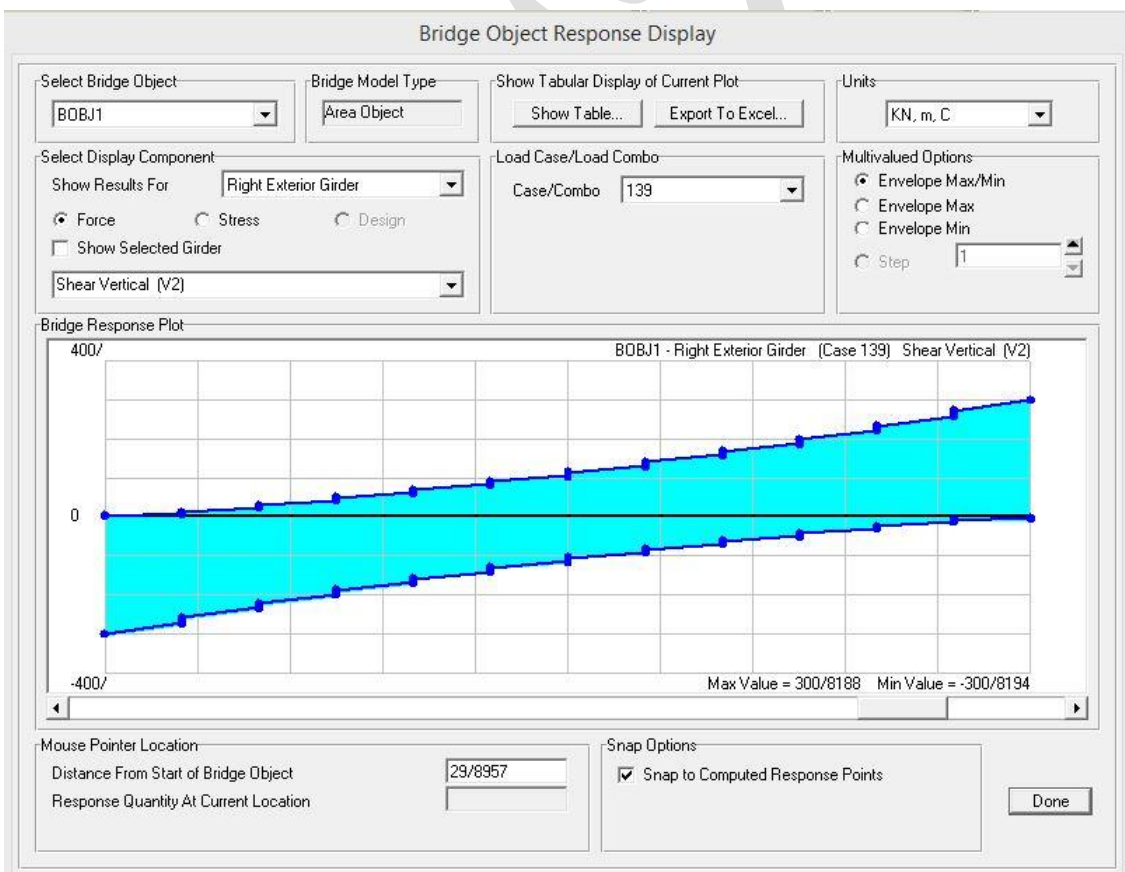 Bridge Object Response Display
Select Bridge Object
BOBJ1
Bridge Model Type
Area Object
Show Tabular Display of Current Plot
Show Table...
Export To Excel...
Units
KN, m, C
Select Display Component
Show Results For
Right Exterior Girder
Force
Stress
Design
Show Selected Girder
Shear Vertical (V2)
Load Case/Load Combo
Case/Combo
139
Multivalued Options
Envelope Max/Min
Envelope Max
Envelope Min
Step
1
Bridge Response Plot
400/
BOBJ1 - Right Exterior Girder (Case 139) Shear Vertical (V2)
0
-400/
Max Value = 300/8188 Min Value = -300/8194
Mouse Pointer Location
Distance From Start of Bridge Object
29/8957
Response Quantity At Current Location
Snap Options
Snap to Computed Response Points
Done